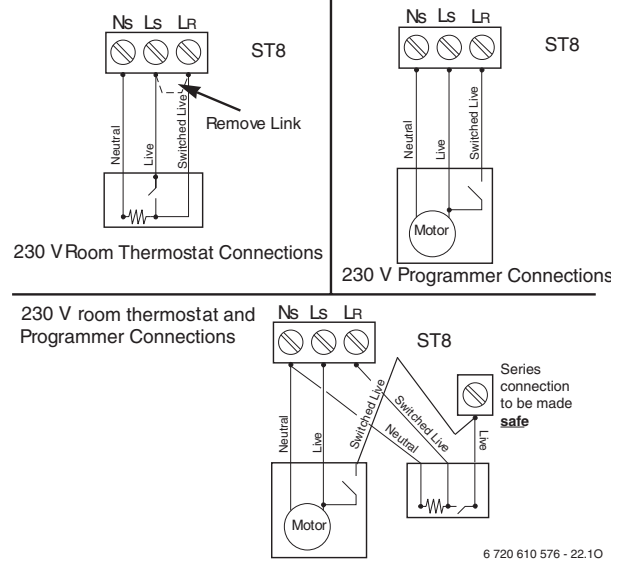 Ns Ls LR
ST8
Remove Link
Neutral
Live
Switched Live
230 V Room Thermostat Connections
Ns Ls LR
ST8
Neutral
Live
Switched Live
Motor
230 V Programmer Connections
230 V room thermostat and
Programmer Connections
Ns Ls LR
ST8
Series
connection
to be made
safe
Neutral
Live
Switched Live
Neutral
Switched Live
Live
Motor
6 720 610 576 - 22.1O